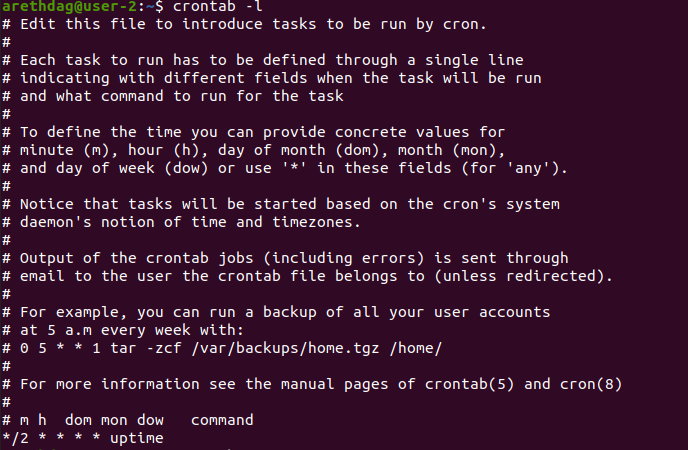 arethdag@user-2:~$ crontab -l
# Edit this file to introduce tasks to be run by cron.
#
# Each task to run has to be defined through a single line
# indicating with different fields when the task will be run
# and what command to run for the task
#
# To define the time you can provide concrete values for
# minute (m), hour (h), day of month (dom), month (mon),
# and day of week (dow) or use '*' in these fields (for 'any').
#
# Notice that tasks will be started based on the cron's system
# daemon's notion of time and timezones.
#
# Output of the crontab jobs (including errors) is sent through
# email to the user the crontab file belongs to (unless redirected).
#
# For example, you can run a backup of all your user accounts
# at 5 a.m every week with:
# 0 5 * * 1 tar -zcf /var/backups/home.tgz /home/
#
# For more information see the manual pages of crontab(5) and cron(8)
#
# m h  dom mon dow   command
*/2 * * * * uptime